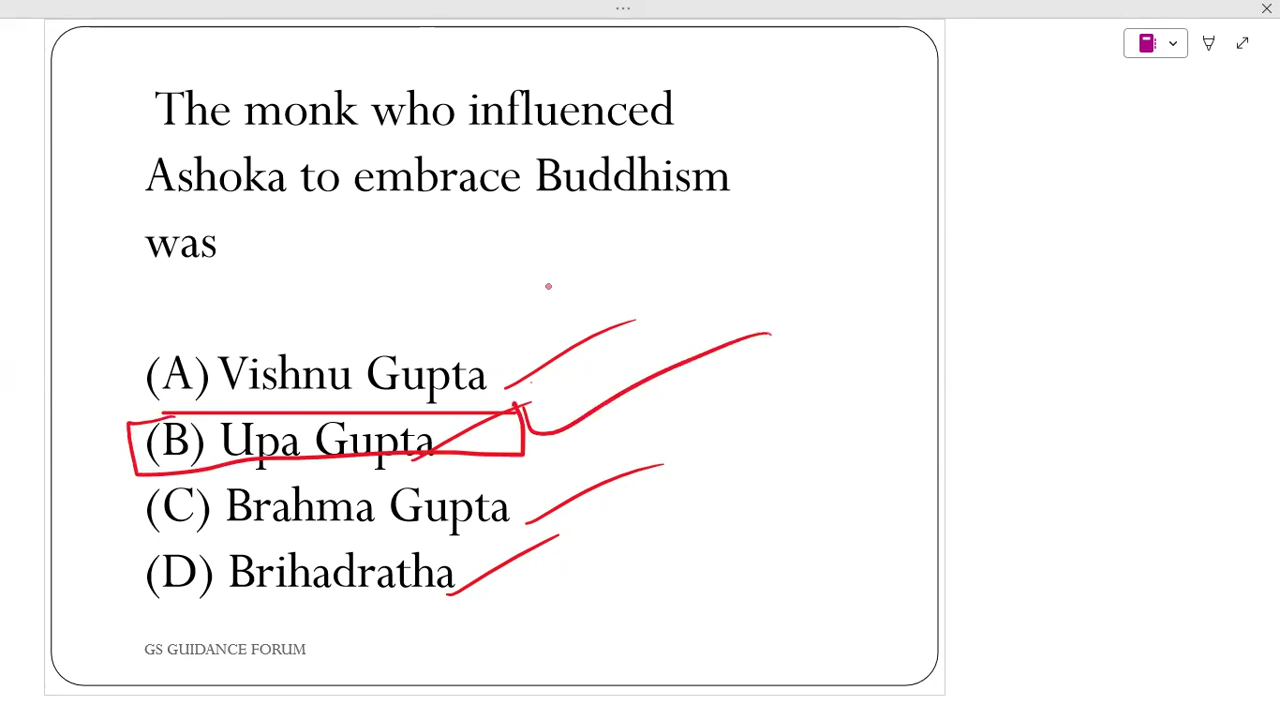 The monk who influenced
Ashoka to embrace Buddhism
was
(A) Vishnu Gupta
(B) Upa Gupta
(C) Brahma Gupta
(D) Brihadratha
GS GUIDANCE FORUM